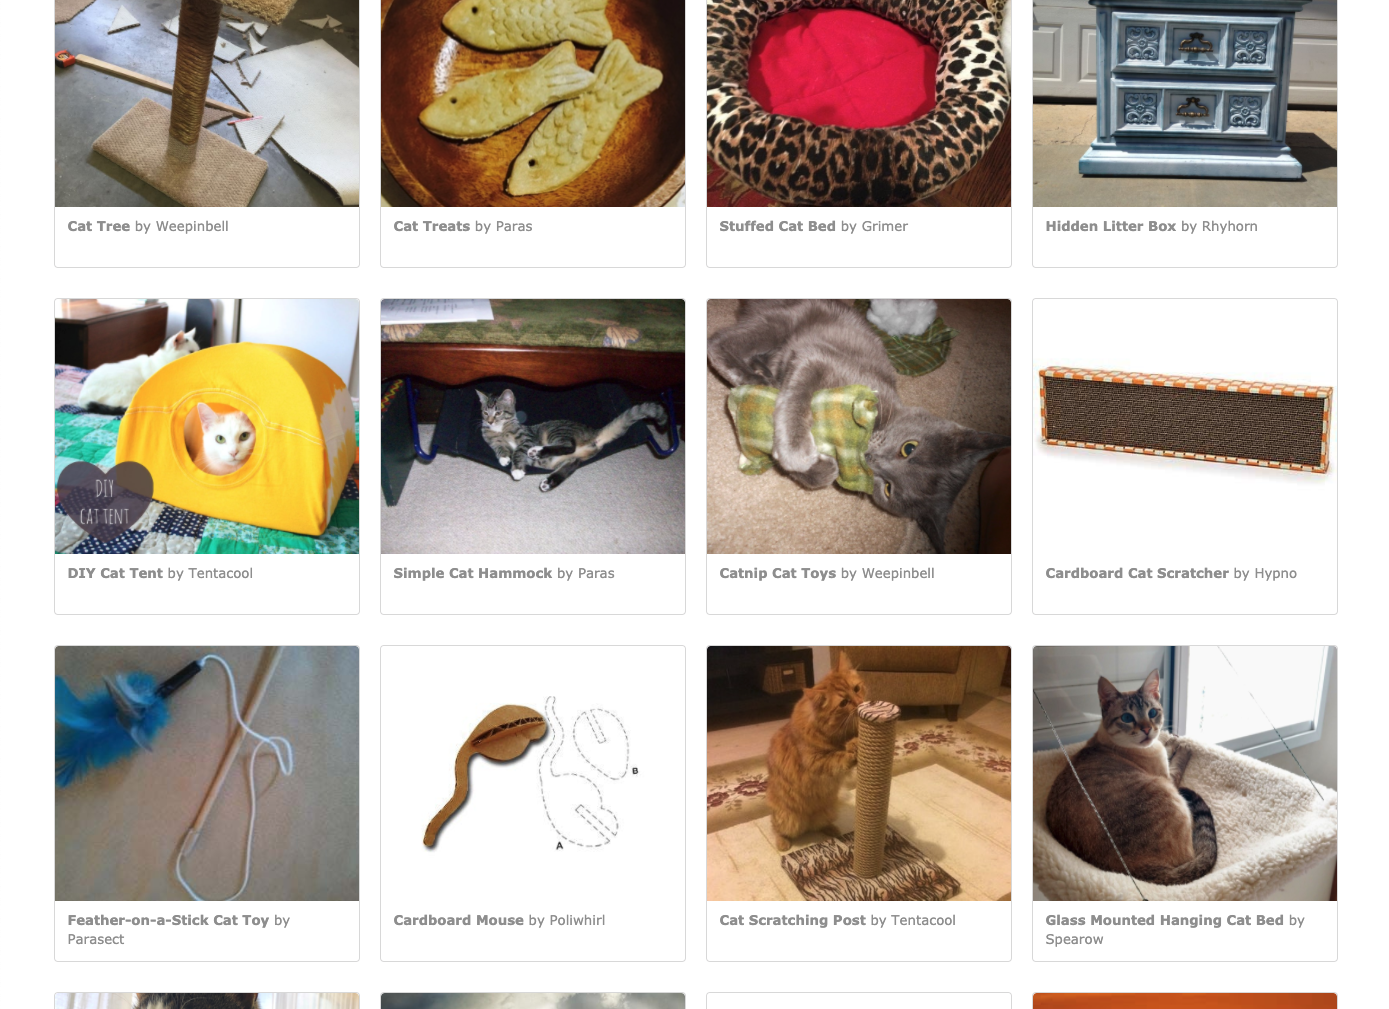 Cat Tree by Weepinbell
Cat Treats by Paras
Stuffed Cat Bed by Grimer
Hidden Litter Box by Rhyhorn
DIY
CAT TENT
DIY Cat Tent by Tentacool
Simple Cat Hammock by Paras
Catnip Cat Toys by Weepinbell
Cardboard Cat Scratcher by Hypno
B
A
Feather-on-a-Stick Cat Toy by
Parasect
Cardboard Mouse by Poliwhirl
Cat Scratching Post by Tentacool
Glass Mounted Hanging Cat Bed by
Spearow